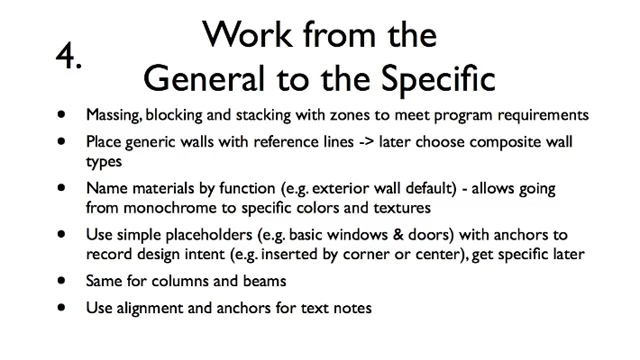 4.
Work from the
General to the Specific
• Massing, blocking and stacking with zones to meet program requirements
• Place generic walls with reference lines -> later choose composite wall
types
• Name materials by function (e.g. exterior wall default) - allows going
from monochrome to specific colors and textures
• Use simple placeholders (e.g. basic windows & doors) with anchors to
record design intent (e.g. inserted by corner or center), get specific later
• Same for columns and beams
• Use alignment and anchors for text notes